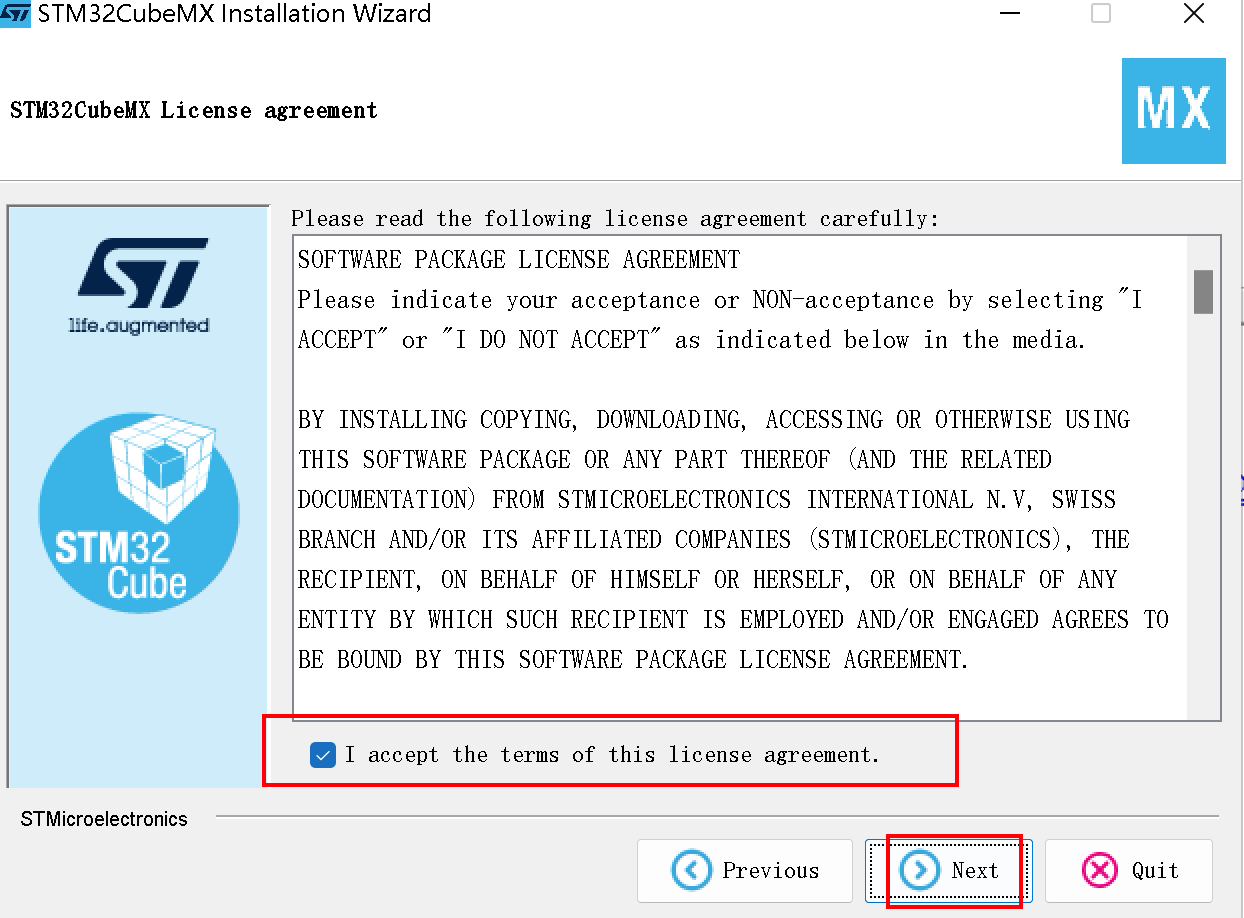 STM32CubeMX Installation Wizard
STM32CubeMX License agreement
MX
ST
life.augmented
STM32
Cube
Please read the following license agreement carefully:
SOFTWARE PACKAGE LICENSE AGREEMENT
Please indicate your acceptance or NON-acceptance by selecting "I
ACCEPT" or "I DO NOT ACCEPT" as indicated below in the media.
BY INSTALLING COPYING, DOWNLOADING, ACCESSING OR OTHERWISE USING
THIS SOFTWARE PACKAGE OR ANY PART THEREOF (AND THE RELATED
DOCUMENTATION) FROM STMICROELECTRONICS INTERNATIONAL N.V, SWISS
BRANCH AND/OR ITS AFFILIATED COMPANIES (STMICROELECTRONICS), THE
RECIPIENT, ON BEHALF OF HIMSELF OR HERSELF, OR ON BEHALF OF ANY
ENTITY BY WHICH SUCH RECIPIENT IS EMPLOYED AND/OR ENGAGED AGREES TO
BE BOUND BY THIS SOFTWARE PACKAGE LICENSE AGREEMENT.
I accept the terms of this license agreement.
STMicroelectronics
Previous
Next
Quit